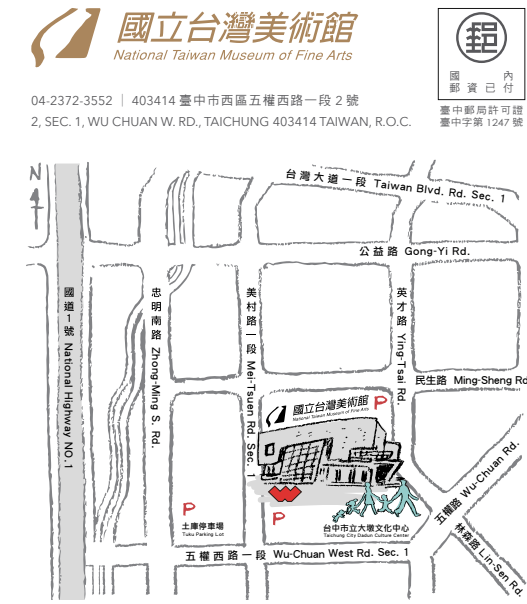 國立台灣美術館
National Taiwan Museum of Fine Arts
國 內
郵資已付
臺中郵局許可證
臺中字第 1247 號
04-2372-3552 | 403414 臺中市西區五權西路一段 2 號
2, SEC. 1, WU CHUAN W. RD., TAICHUNG 403414 TAIWAN, R.O.C.
N
台灣大道一段 Taiwan Blvd. Rd. Sec. 1
公益路 Gong-Yi Rd.
國道1號 National Highway NO.1
忠明南路 Zhong-Ming S. Rd.
美村路一段 Mei-Tsuen Rd. Sec. 1
英才路 Ying-Tsai Rd.
民生路 Ming-Sheng Rd
國立台灣美術館
National Taiwan Museum of Fine Arts
P
P
土庫停車場
Tuku Parking Lot
P
台中市立大墩文化中心
Taichung City Dadun Culture Center
五權路 Wu-Chuan Rd.
林森路 Lin-Sen Rd.
五權西路一段 Wu-Chuan West Rd. Sec. 1